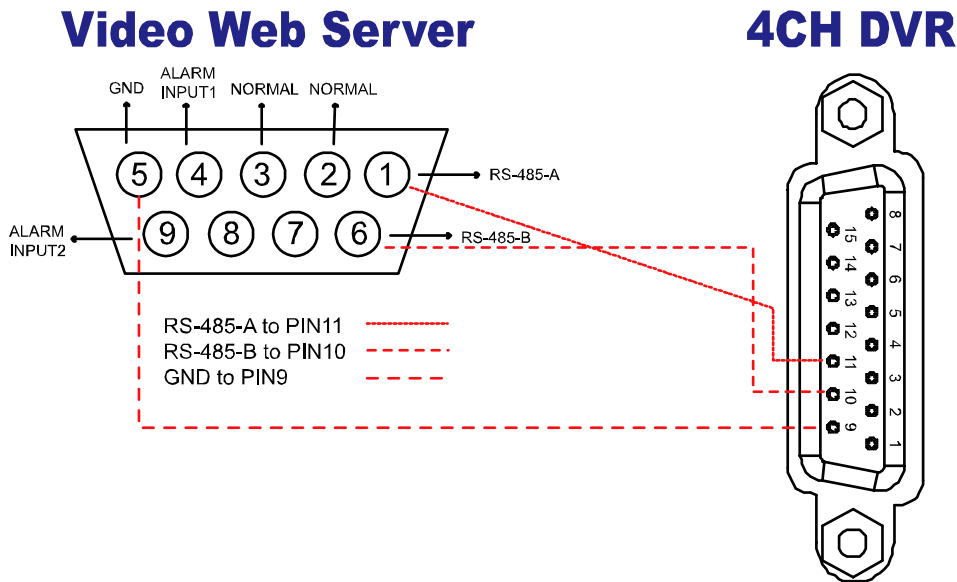 Video Web Server
4CH DVR
GND
ALARM
INPUT1
NORMAL
NORMAL
5
4
3
2
1
RS-485-A
ALARM
INPUT2
9
8
7
6
RS-485-B
RS-485-A to PIN11
RS-485-B to PIN10
GND to PIN9
8
15
7
14
6
13
5
12
4
11
3
10
2
9
1